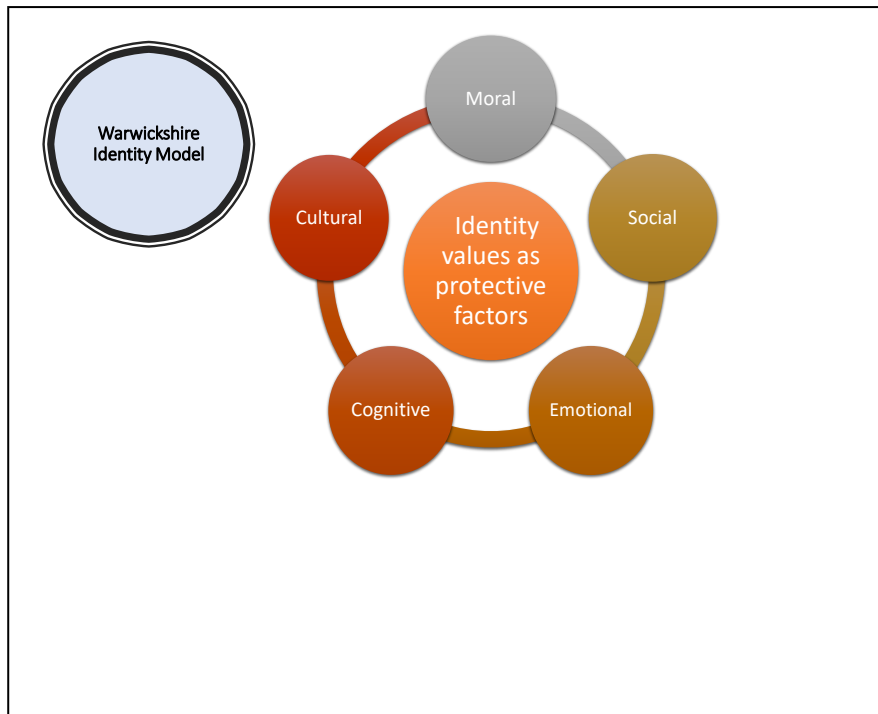 Warwickshire
Identity Model
Moral
Cultural
Social
Identity
values as
protective
factors
Cognitive
Emotional